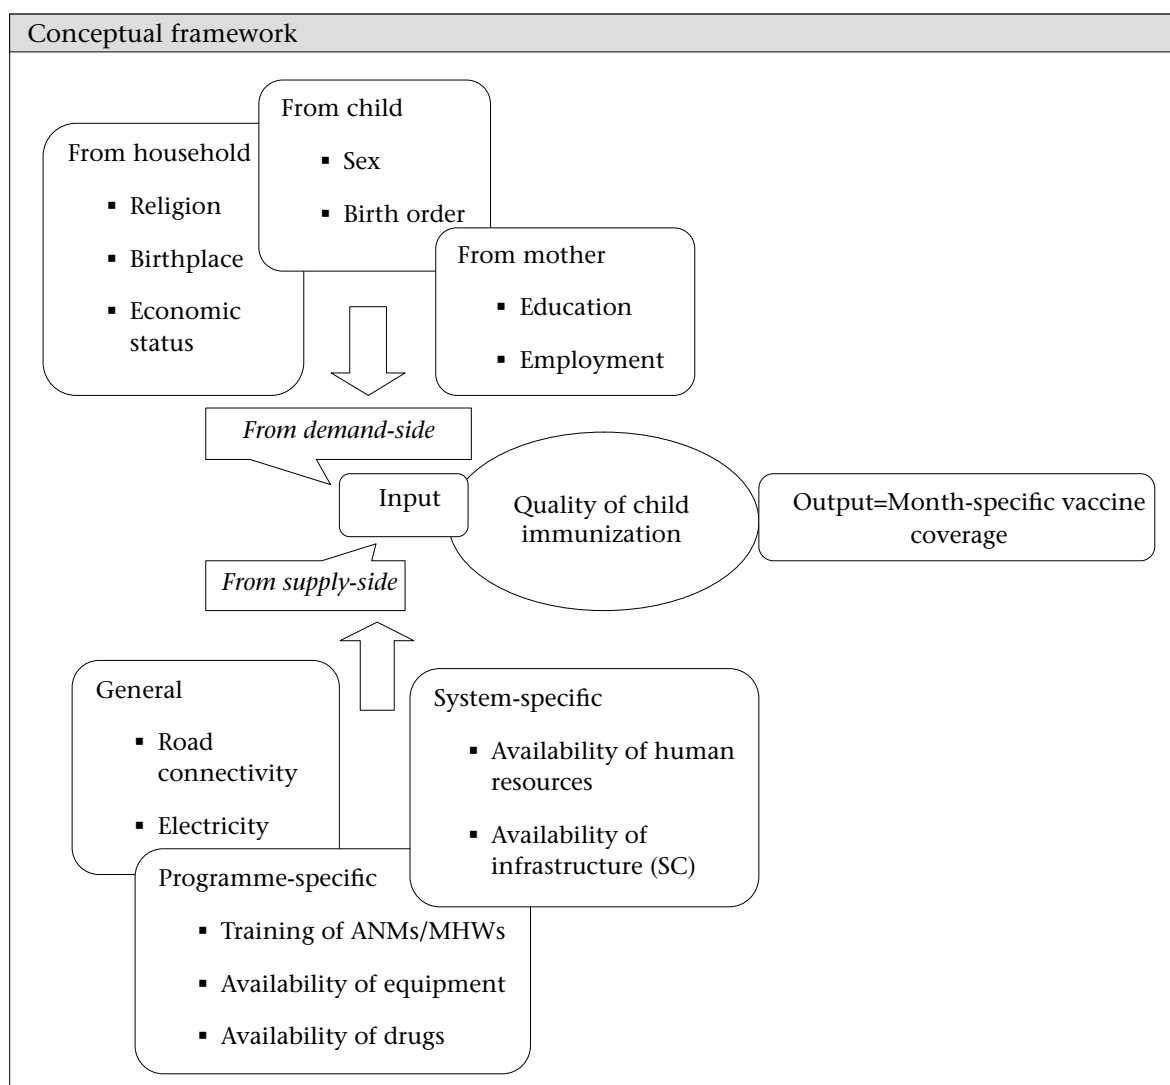 Conceptual framework
From household
▪ Religion
▪ Birthplace
▪ Economic
status
From child
▪ Sex
▪ Birth order
From mother
▪ Education
▪ Employment
From demand-side
Input
Quality of child
immunization
Output=Month-specific vaccine
coverage
From supply-side
General
▪ Road
connectivity
▪ Electricity
System-specific
▪ Availability of human
resources
▪ Availability of
infrastructure (SC)
Programme-specific
▪ Training of ANMs/MHWs
▪ Availability of equipment
▪ Availability of drugs